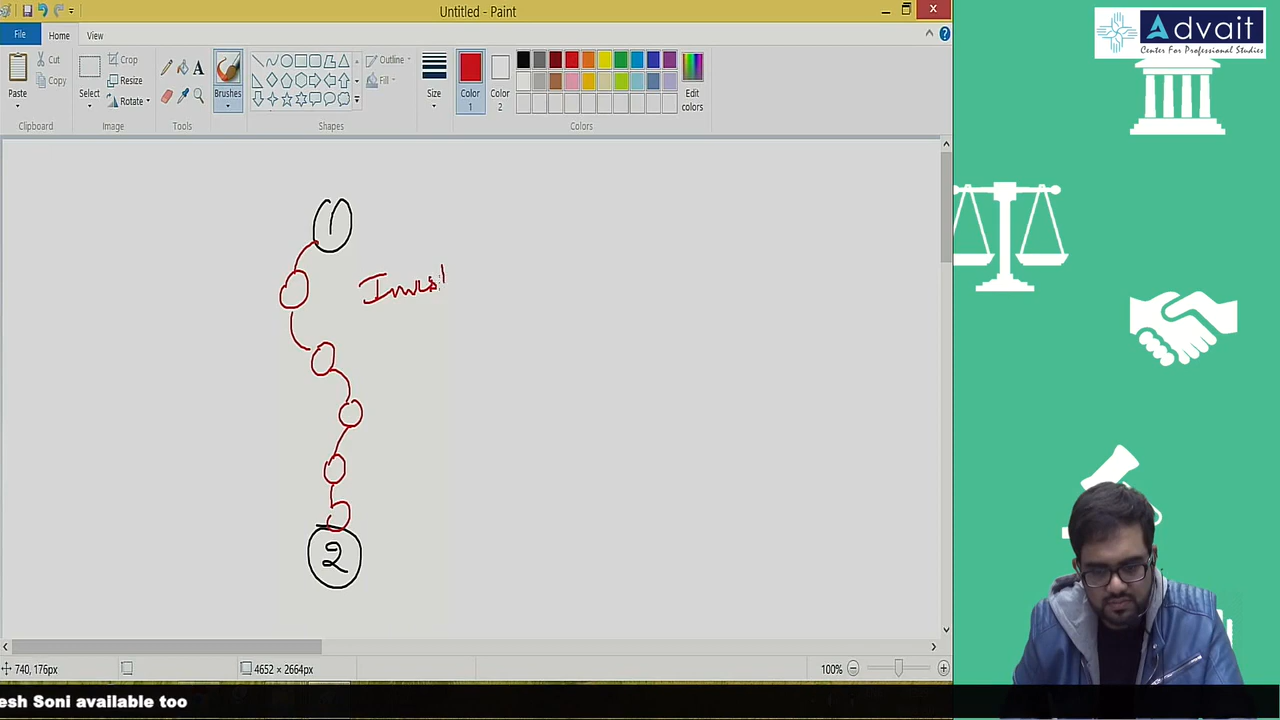 Untitled - Paint
File Home View
Paste
Cut
Copy
Clipboard
Select
Crop
Resize
Rotate
Image
A
Tools
Brushes
Outline
Fill
Shapes
Size
Color 1
Color 2
Edit colors
Colors
Advait
Center For Professional Studies
1
Inves
2
740, 176px
4652 × 2664px
100%
esh Soni available too